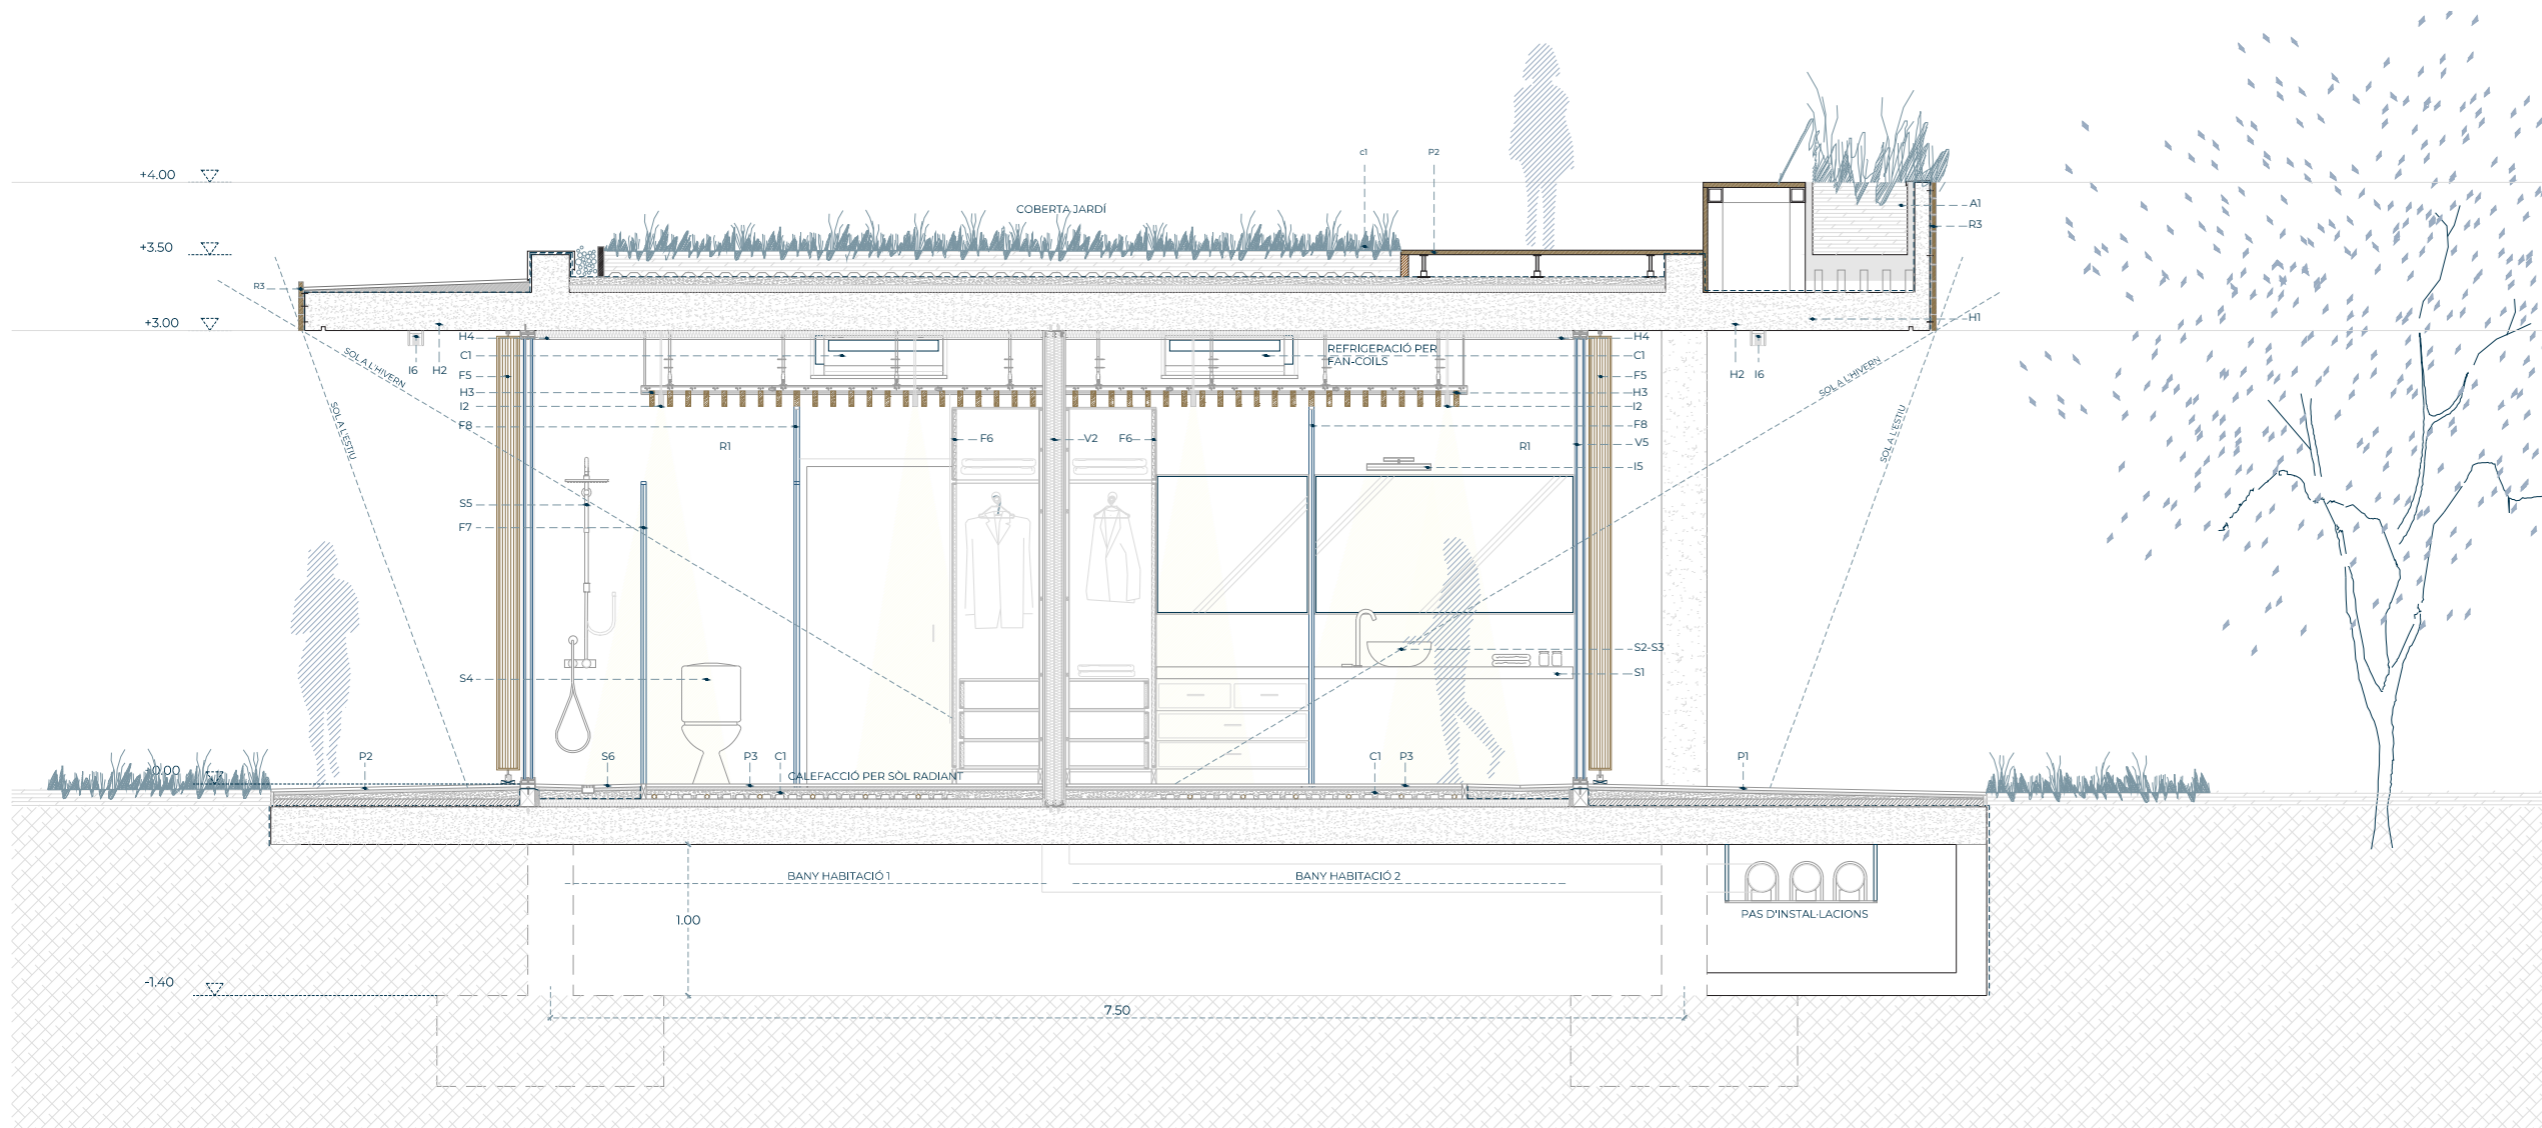 c1
P2
+4.00
COBERTA JARDÍ
A1
R3
+3.50
R3
+3.00
H1
H4
C1
F5
H3
I2
F8
I6
H2
REFRIGERACIÓ PER
FAN-COILS
H4
C1
F5
H3
I2
F8
V5
I5
H2
I6
SOL A L'HIVERN
SOL A L'ESTIU
SOL A L'HIVERN
SOL A L'ESTIU
R1
F6
V2
F6
R1
S5
F7
S2-S3
S1
S4
P2
S6
P3
C1
C1
P3
P1
+0.00
CALEFACCIÓ PER SÒL RADIANT
BANY HABITACIÓ 1
BANY HABITACIÓ 2
1.00
PAS D'INSTAL·LACIONS
-1.40
7.50